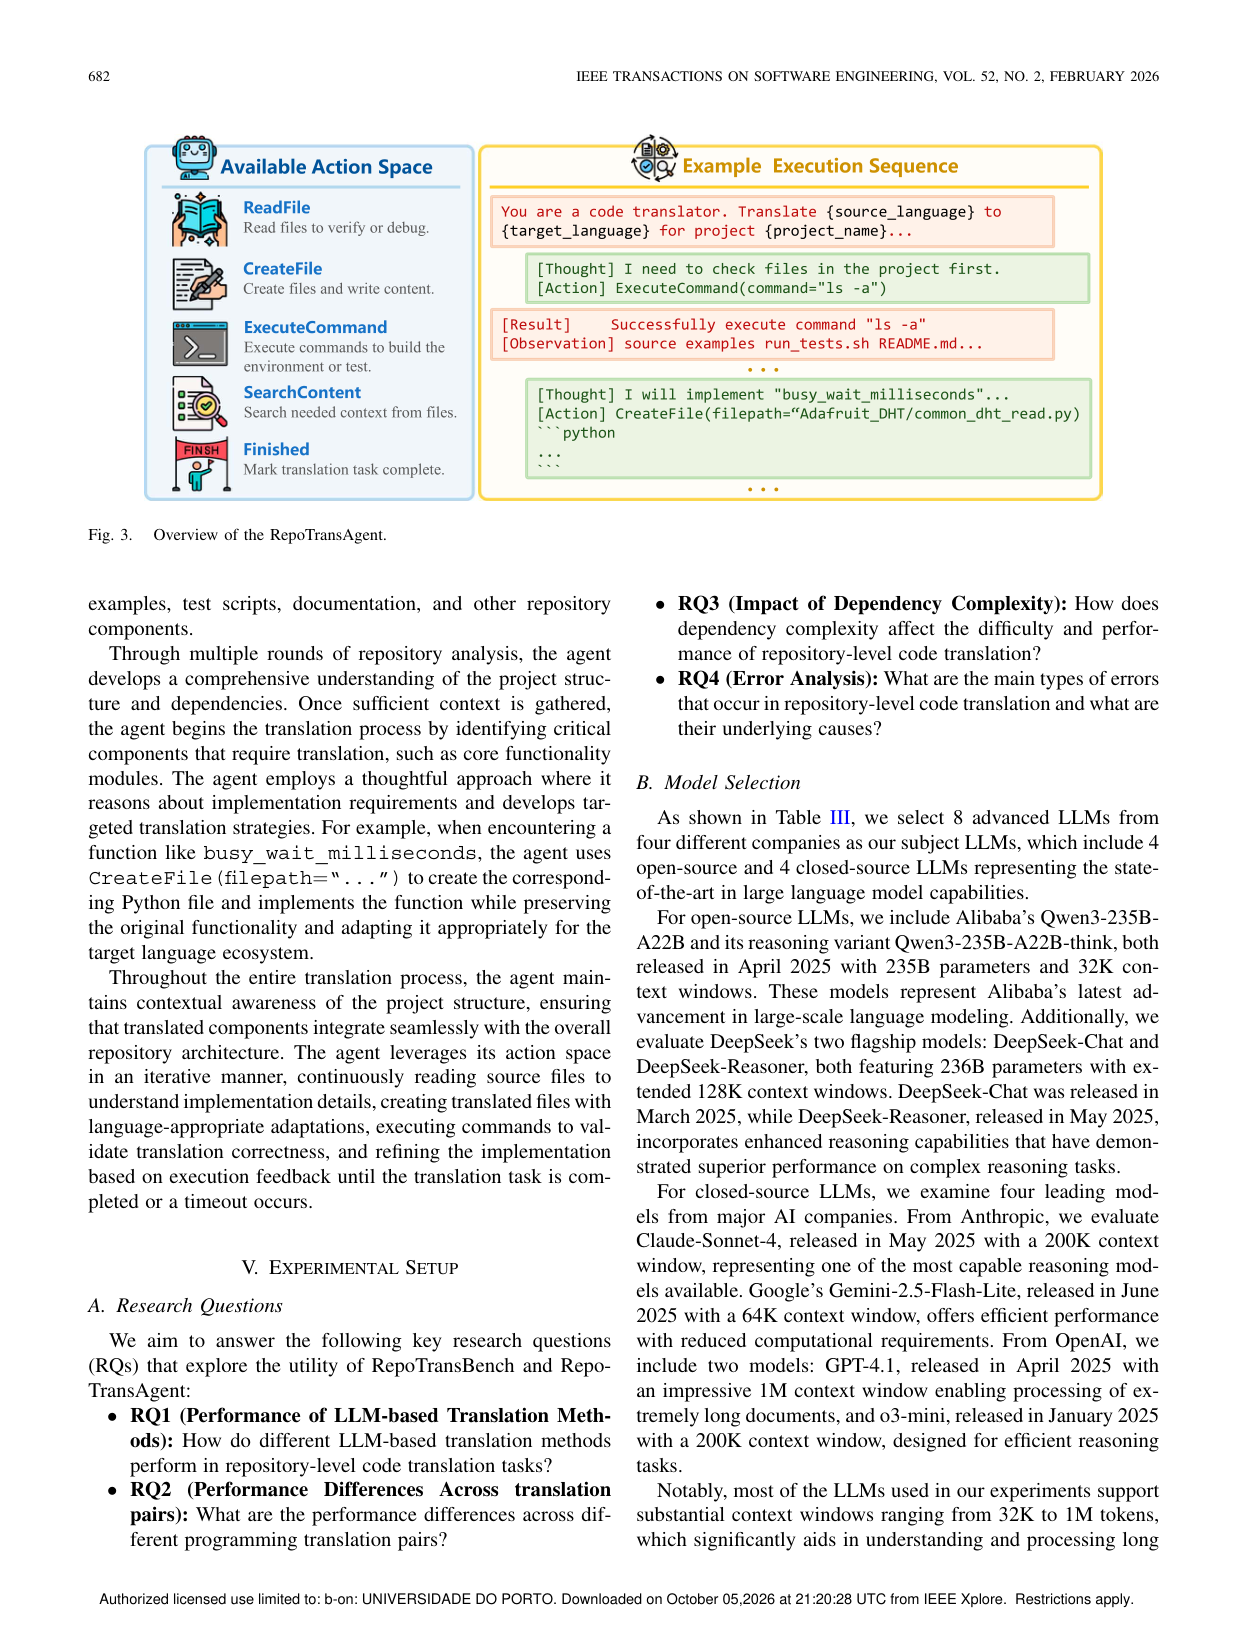 682
IEEE TRANSACTIONS ON SOFTWARE ENGINEERING, VOL. 52, NO. 2, FEBRUARY 2026
Available Action Space
ReadFile
Read files to verify or debug.
CreateFile
Create files and write content.
ExecuteCommand
Execute commands to build the
environment or test.
SearchContent
Search needed context from files.
FINSH
Finished
Mark translation task complete.
Example Execution Sequence
You are a code translator. Translate {source_language} to
{target_language} for project {project_name}...
[Thought] I need to check files in the project first.
[Action] ExecuteCommand(command="ls -a")
[Result] Successfully execute command "ls -a"
[Observation] source examples run_tests.sh README.md...
...
[Thought] I will implement "busy_wait_milliseconds"...
[Action] CreateFile(filepath=“Adafruit_DHT/common_dht_read.py)
```python
...
```
...
Fig. 3. Overview of the RepoTransAgent.
examples, test scripts, documentation, and other repository
components.
Through multiple rounds of repository analysis, the agent
develops a comprehensive understanding of the project struc-
ture and dependencies. Once sufficient context is gathered,
the agent begins the translation process by identifying critical
components that require translation, such as core functionality
modules. The agent employs a thoughtful approach where it
reasons about implementation requirements and develops tar-
geted translation strategies. For example, when encountering a
function like busy_wait_milliseconds, the agent uses
CreateFile(filepath=“...”) to create the correspond-
ing Python file and implements the function while preserving
the original functionality and adapting it appropriately for the
target language ecosystem.
Throughout the entire translation process, the agent main-
tains contextual awareness of the project structure, ensuring
that translated components integrate seamlessly with the overall
repository architecture. The agent leverages its action space
in an iterative manner, continuously reading source files to
understand implementation details, creating translated files with
language-appropriate adaptations, executing commands to val-
idate translation correctness, and refining the implementation
based on execution feedback until the translation task is com-
pleted or a timeout occurs.
V. EXPERIMENTAL SETUP
A. Research Questions
We aim to answer the following key research questions
(RQs) that explore the utility of RepoTransBench and Repo-
TransAgent:
• RQ1 (Performance of LLM-based Translation Meth-
ods): How do different LLM-based translation methods
perform in repository-level code translation tasks?
• RQ2 (Performance Differences Across translation
pairs): What are the performance differences across dif-
ferent programming translation pairs?
• RQ3 (Impact of Dependency Complexity): How does
dependency complexity affect the difficulty and perfor-
mance of repository-level code translation?
• RQ4 (Error Analysis): What are the main types of errors
that occur in repository-level code translation and what are
their underlying causes?
B. Model Selection
As shown in Table III, we select 8 advanced LLMs from
four different companies as our subject LLMs, which include 4
open-source and 4 closed-source LLMs representing the state-
of-the-art in large language model capabilities.
For open-source LLMs, we include Alibaba’s Qwen3-235B-
A22B and its reasoning variant Qwen3-235B-A22B-think, both
released in April 2025 with 235B parameters and 32K con-
text windows. These models represent Alibaba’s latest ad-
vancement in large-scale language modeling. Additionally, we
evaluate DeepSeek’s two flagship models: DeepSeek-Chat and
DeepSeek-Reasoner, both featuring 236B parameters with ex-
tended 128K context windows. DeepSeek-Chat was released in
March 2025, while DeepSeek-Reasoner, released in May 2025,
incorporates enhanced reasoning capabilities that have demon-
strated superior performance on complex reasoning tasks.
For closed-source LLMs, we examine four leading mod-
els from major AI companies. From Anthropic, we evaluate
Claude-Sonnet-4, released in May 2025 with a 200K context
window, representing one of the most capable reasoning mod-
els available. Google’s Gemini-2.5-Flash-Lite, released in June
2025 with a 64K context window, offers efficient performance
with reduced computational requirements. From OpenAI, we
include two models: GPT-4.1, released in April 2025 with
an impressive 1M context window enabling processing of ex-
tremely long documents, and o3-mini, released in January 2025
with a 200K context window, designed for efficient reasoning
tasks.
Notably, most of the LLMs used in our experiments support
substantial context windows ranging from 32K to 1M tokens,
which significantly aids in understanding and processing long
Authorized licensed use limited to: b-on: UNIVERSIDADE DO PORTO. Downloaded on October 05,2026 at 21:20:28 UTC from IEEE Xplore. Restrictions apply.